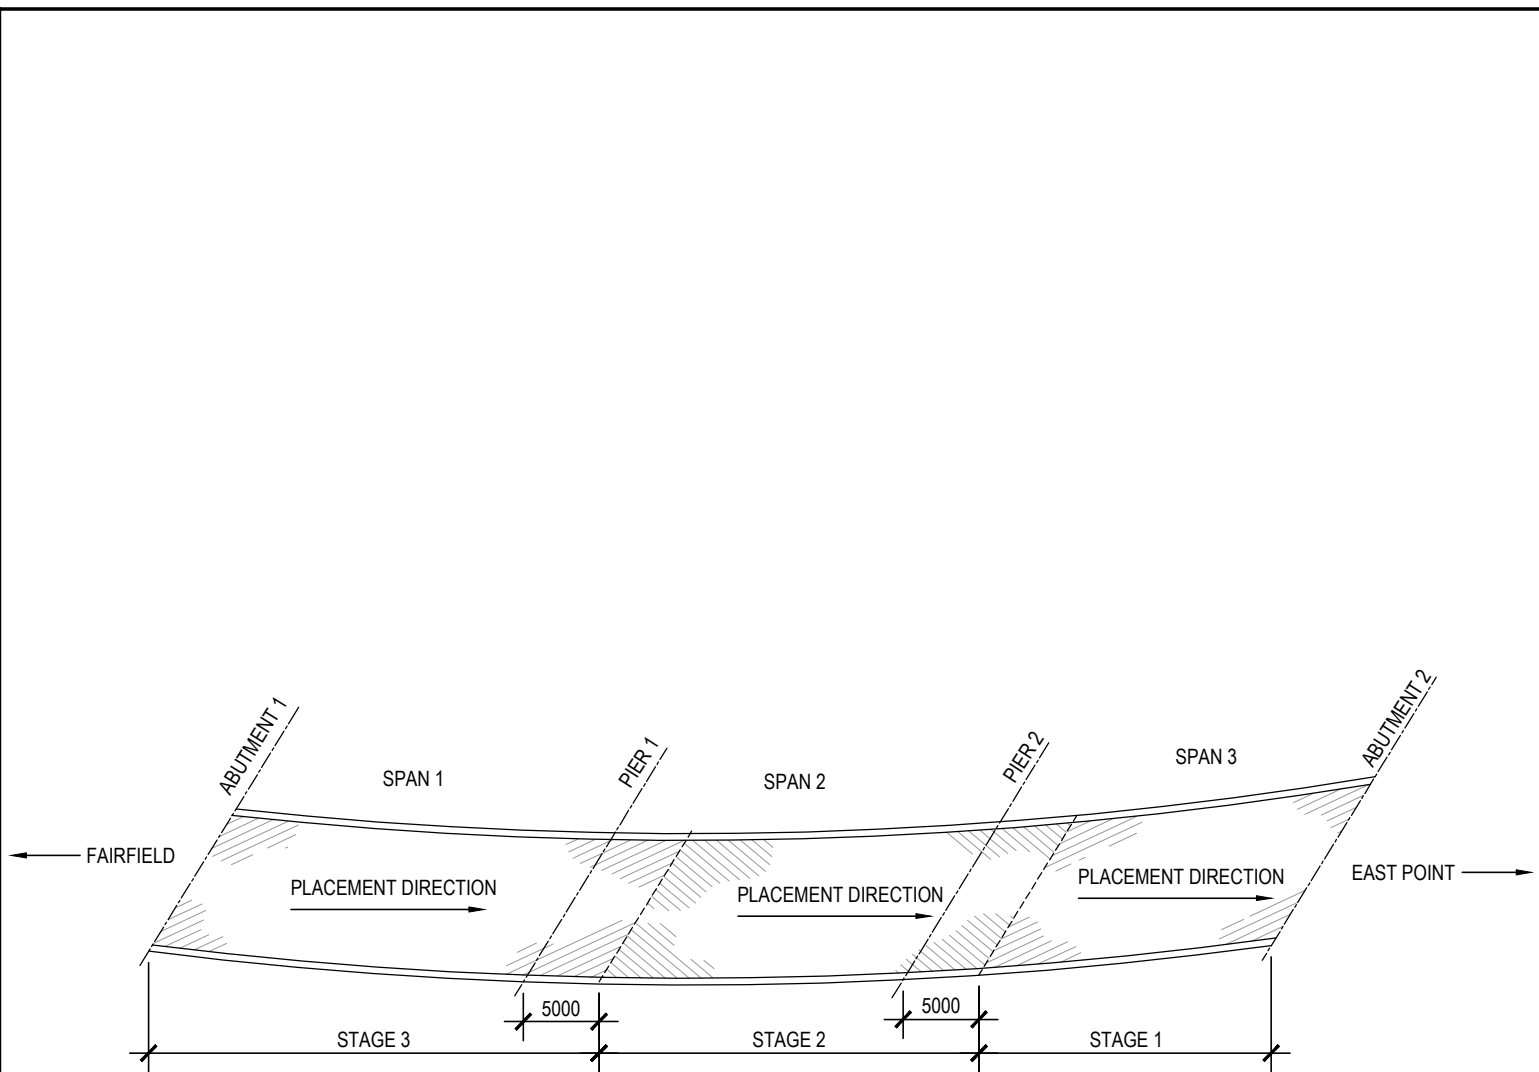 ABUTMENT 1
SPAN 1
PIER 1
SPAN 2
PIER 2
SPAN 3
ABUTMENT 2
FAIRFIELD
PLACEMENT DIRECTION
PLACEMENT DIRECTION
PLACEMENT DIRECTION
EAST POINT
5000
5000
STAGE 3
STAGE 2
STAGE 1